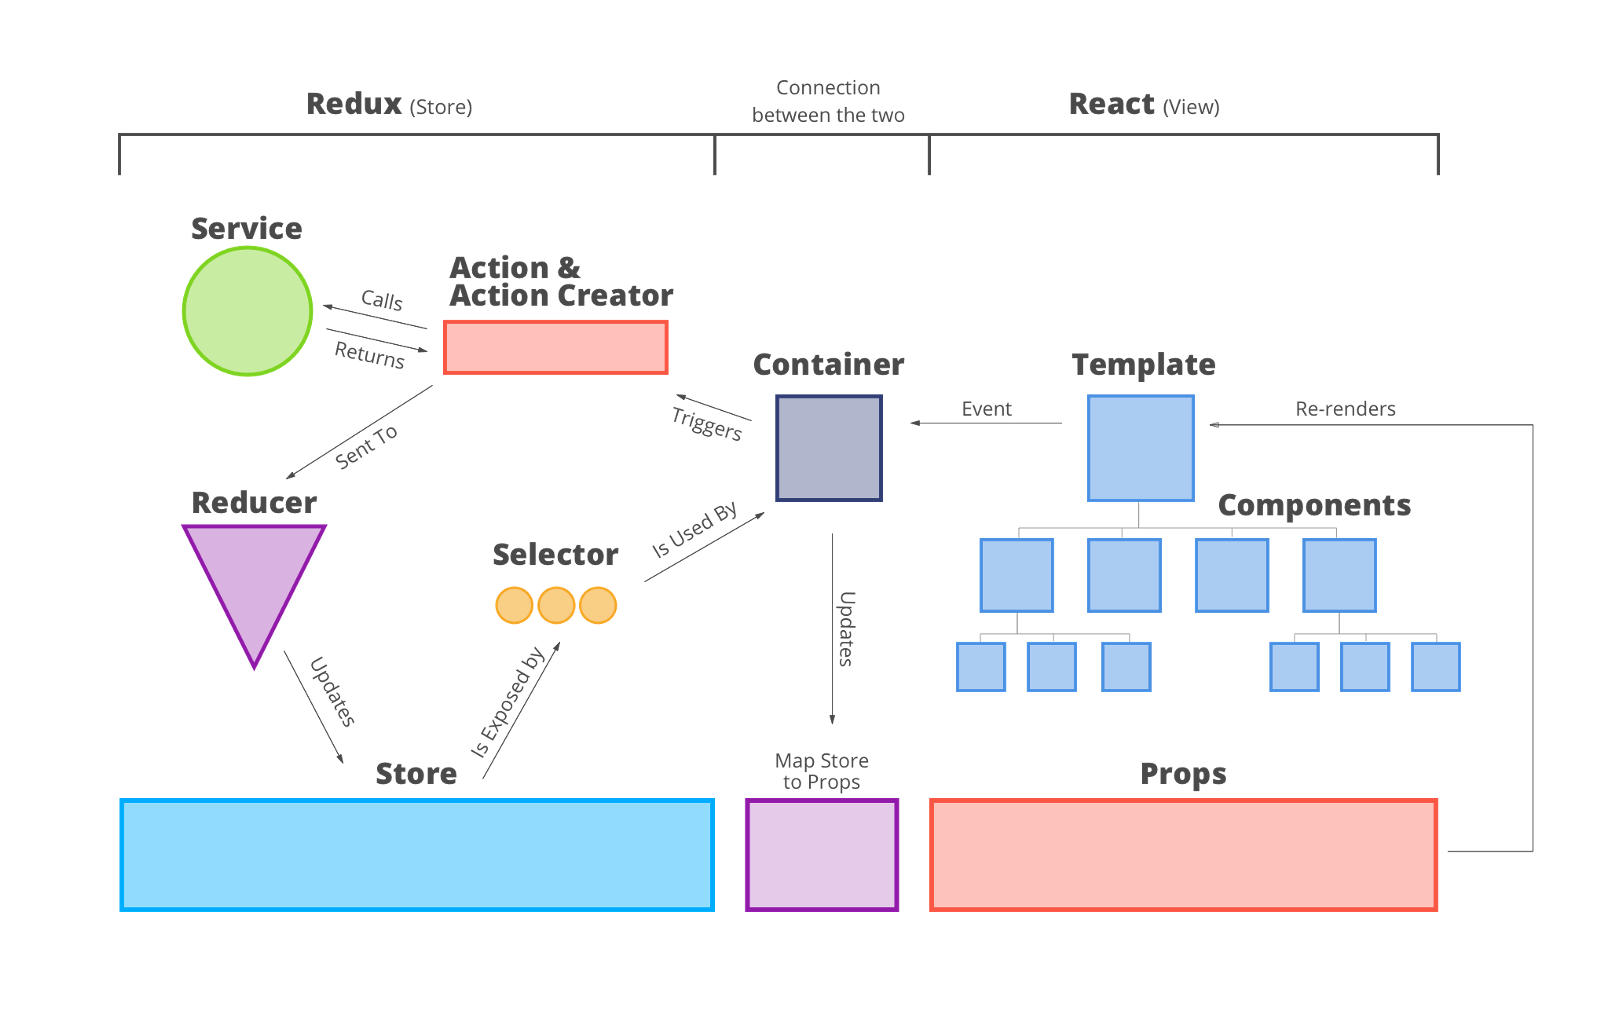 Redux (Store)
Connection
between the two
React (View)
Service
Action &
Action Creator
Calls
Returns
Container
Template
Triggers
Event
Re-renders
Sent To
Reducer
Selector
Is Used By
Components
Updates
Is Exposed by
Updates
Store
Map Store
to Props
Props